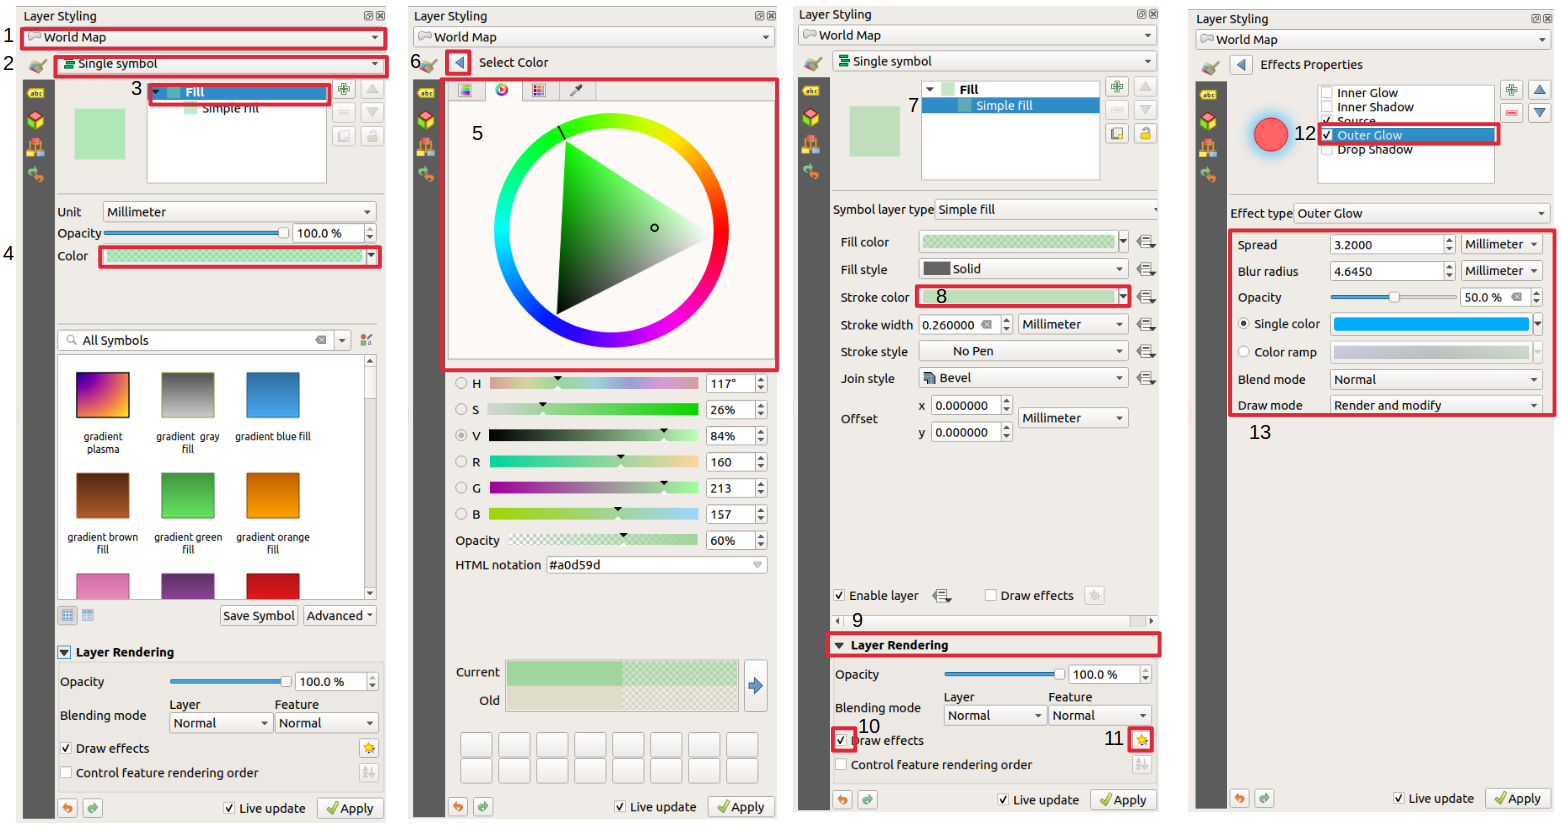 Layer Styling
1 World Map
2 Single symbol
abc
3 Fill
Simple fill
Unit Millimeter
Opacity 100.0 %
4 Color
All Symbols
gradient plasma
gradient gray fill
gradient blue fill
gradient brown fill
gradient green fill
gradient orange fill
Save Symbol Advanced
Layer Rendering
Opacity 100.0 %
Layer Feature
Blending mode Normal Normal
Draw effects
Control feature rendering order
Live update Apply
Layer Styling
World Map
6 Select Color
abc
5
H 117°
S 26%
V 84%
R 160
G 213
B 157
Opacity 60%
HTML notation #a0d59d
Current
Old
Live update Apply
Layer Styling
World Map
Single symbol
abc
Fill
7 Simple fill
Symbol layer type Simple fill
Fill color
Fill style Solid
Stroke color 8
Stroke width 0.260000 Millimeter
Stroke style No Pen
Join style Bevel
x 0.000000
Offset Millimeter
y 0.000000
Enable layer Draw effects
9
Layer Rendering
Opacity 100.0 %
Layer Feature
Blending mode Normal Normal
10
Draw effects 11
Control feature rendering order
Live update Apply
Layer Styling
World Map
Effects Properties
abc
Inner Glow
Inner Shadow
Source
12 Outer Glow
Drop Shadow
Effect type Outer Glow
Spread 3.2000 Millimeter
Blur radius 4.6450 Millimeter
Opacity 50.0 %
Single color
Color ramp
Blend mode Normal
Draw mode Render and modify
13
Live update Apply